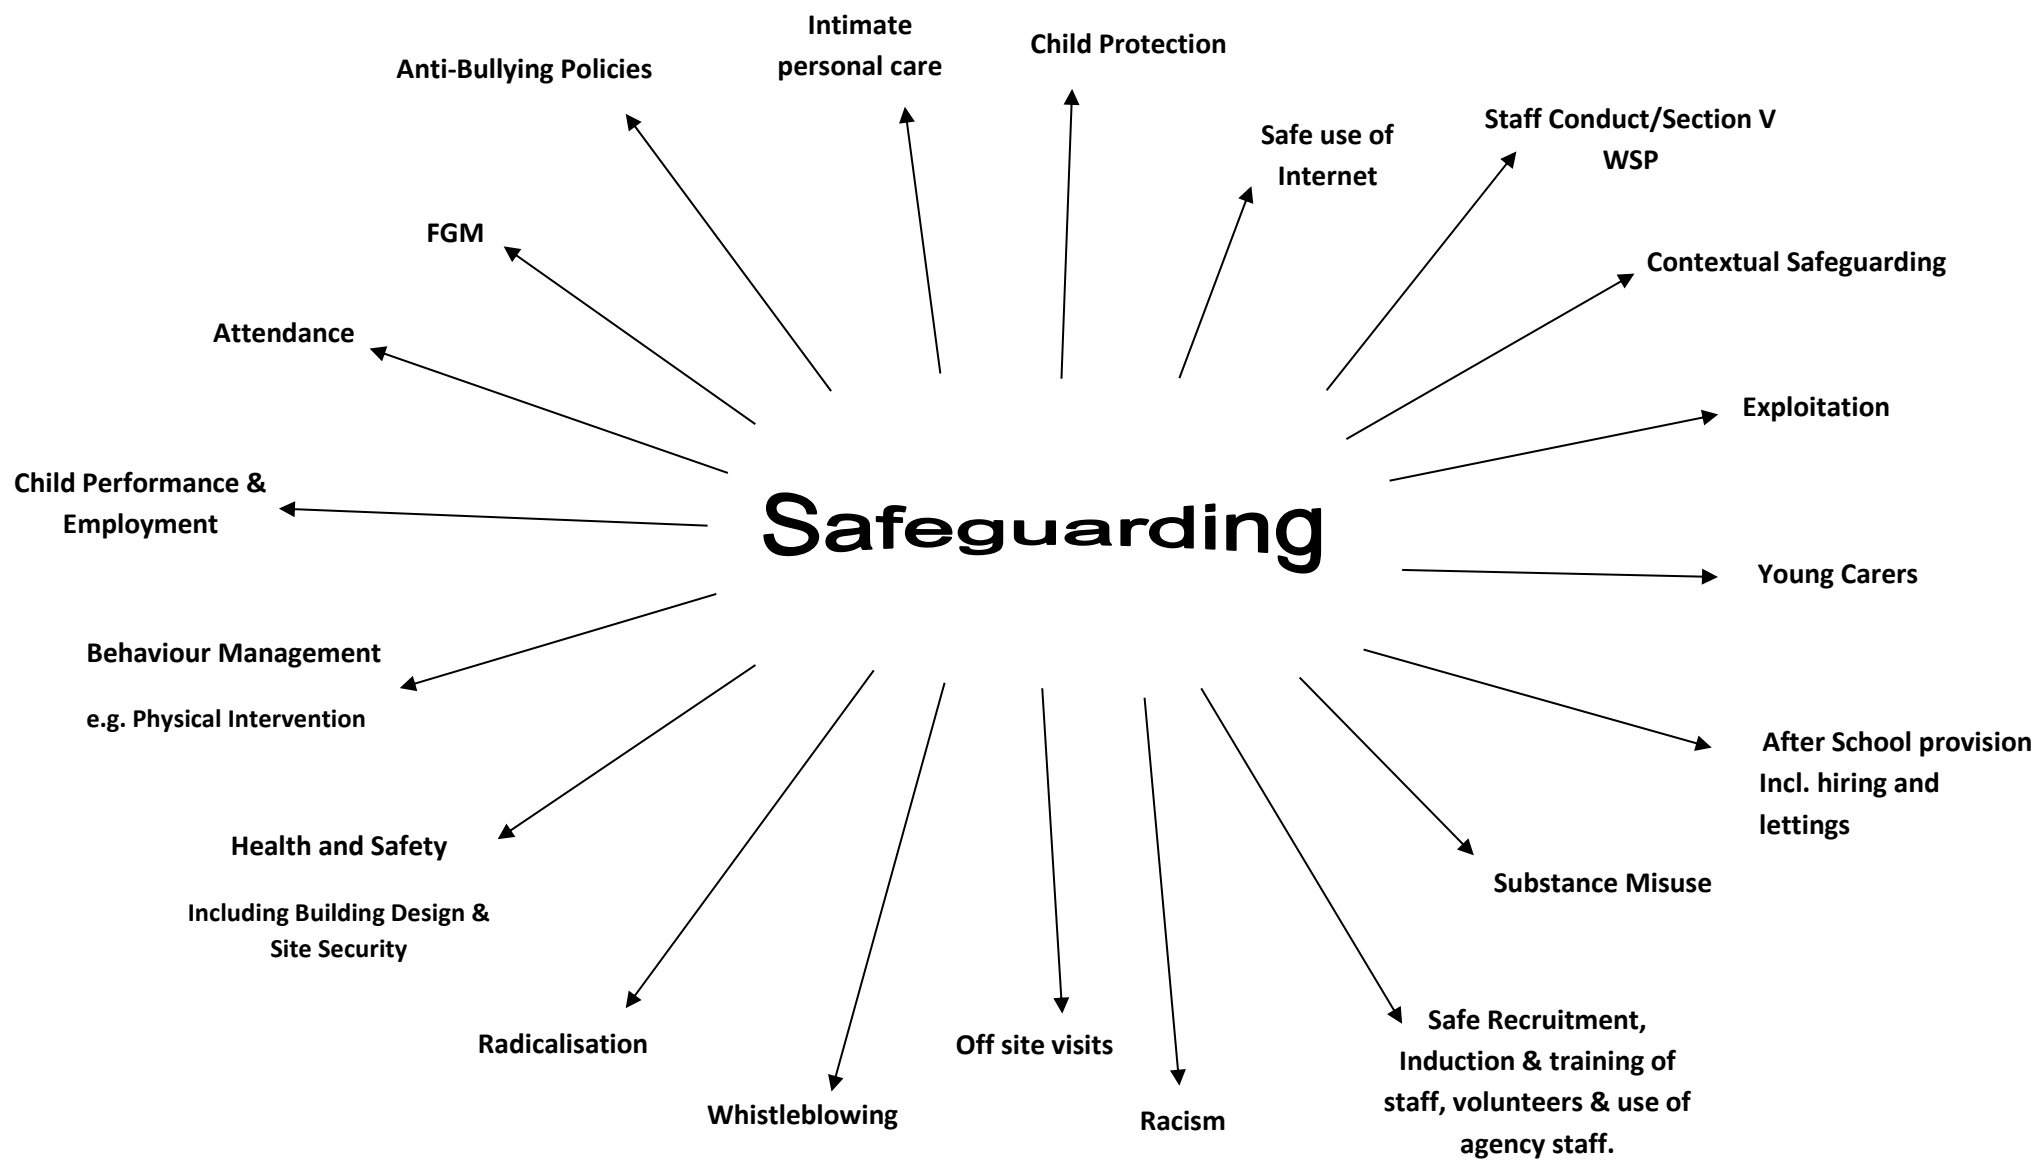 Intimate
personal care
Child Protection
Anti-Bullying Policies
Safe use of
Internet
Staff Conduct/Section V
WSP
FGM
Contextual Safeguarding
Attendance
Exploitation
Child Performance &
Employment
Safeguarding
Young Carers
Behaviour Management
e.g. Physical Intervention
After School provision
Incl. hiring and
lettings
Health and Safety
Including Building Design &
Site Security
Substance Misuse
Radicalisation
Off site visits
Safe Recruitment,
Induction & training of
staff, volunteers & use of
agency staff.
Whistleblowing
Racism